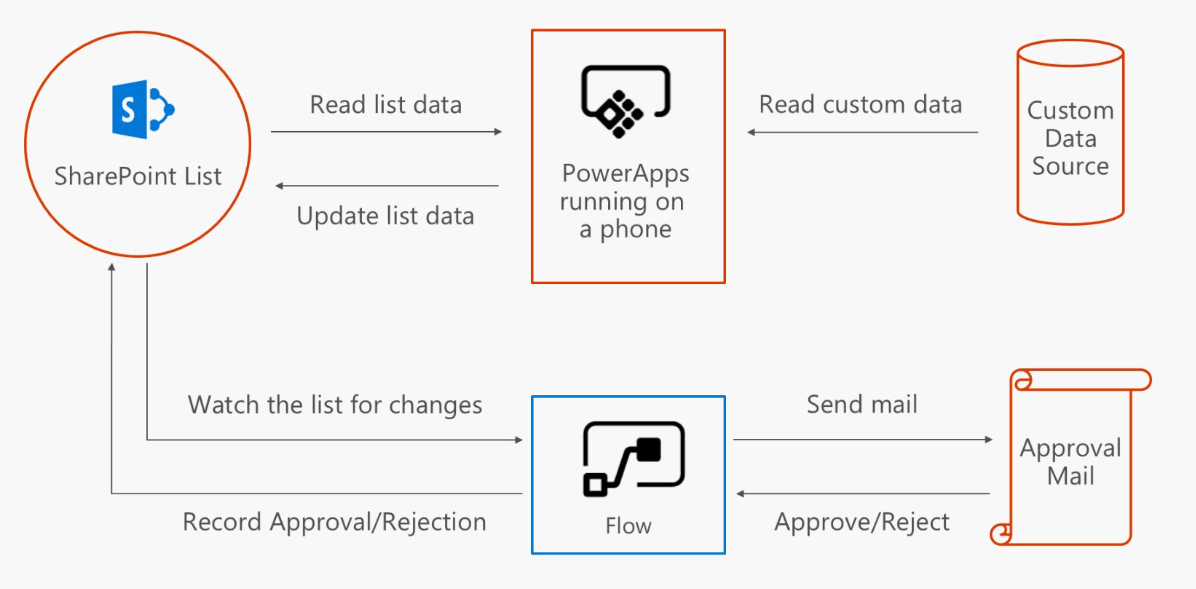 S
SharePoint List
Read list data
Update list data
PowerApps
running on
a phone
Read custom data
Custom
Data
Source
Watch the list for changes
Record Approval/Rejection
Flow
Send mail
Approve/Reject
Approval
Mail